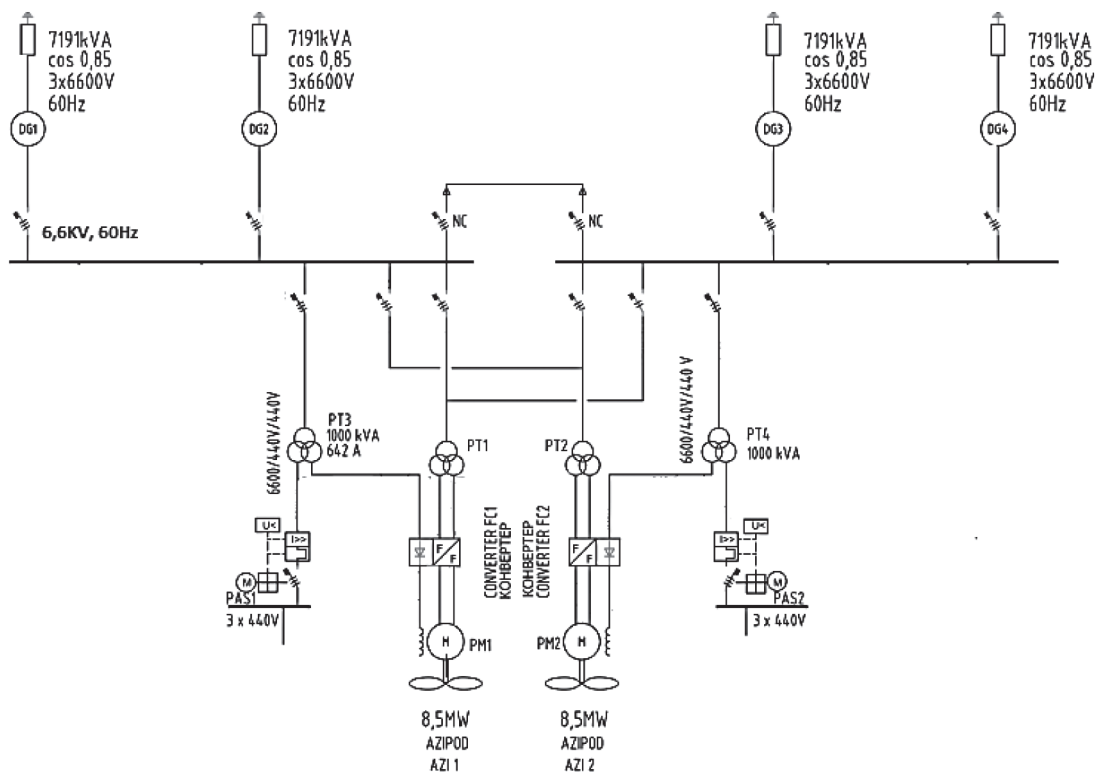 7191kVA
cos 0,85
3x6600V
60Hz
7191kVA
cos 0,85
3x6600V
60Hz
7191kVA
cos 0,85
3x6600V
60Hz
7191kVA
cos 0,85
3x6600V
60Hz
DG1
DG2
DG3
DG4
NC
NC
6,6KV, 60Hz
6600/440V/440V
PT3
1000 kVA
642 A
PT1
PT2
6600/440V/440 V
PT4
1000 kVA
CONVERTER FC1
КОНВЕРТЕР
КОНВЕРТЕР
CONVERTER FC2
U<
I>>
F
F
F
F
U<
I>>
M
PAS1
3 x 440V
M
PAS2
3 x 440V
M
PM1
PM2
M
8,5MW
AZIPOD
AZI 1
8,5MW
AZIPOD
AZI 2